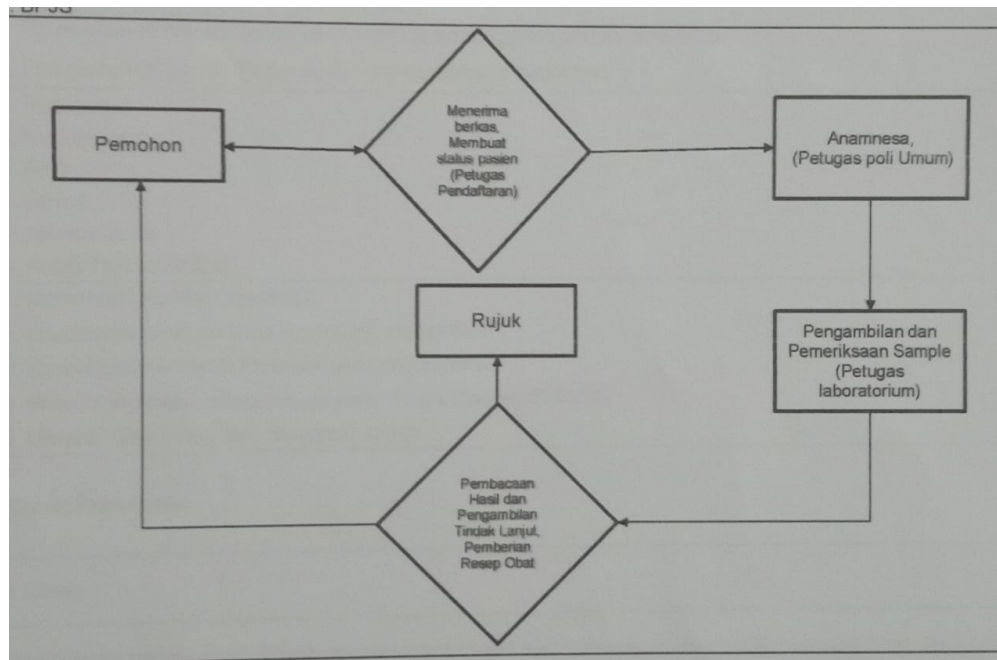 Pemohon
Menerima
berkas,
Membuat
status pasien
(Petugas
Pendaftaran)
Anamnesa,
(Petugas poli Umum)
Rujuk
Pengambilan dan
Pemeriksaan Sample
(Petugas
laboratorium)
Pembacaan
Hasil dan
Pengambilan
Tindak Lanjut,
Pemberian
Resep Obat